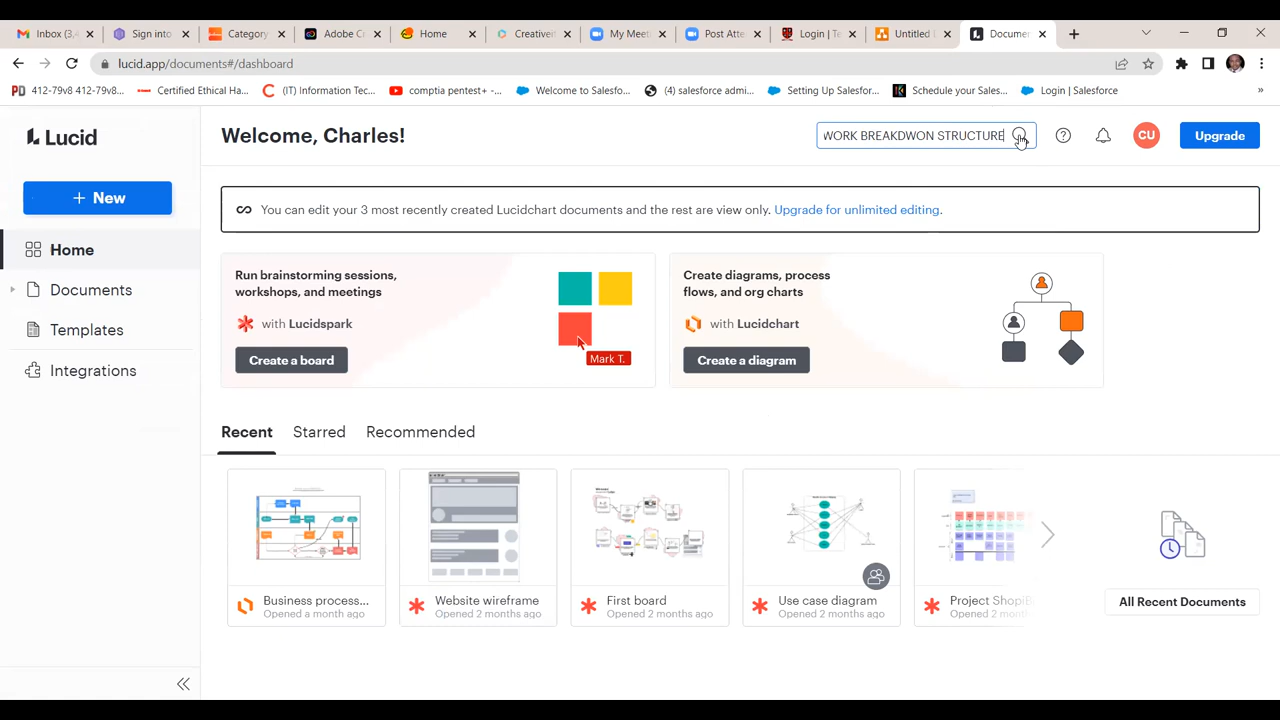 Inbox (3,4
Sign into
Category
Adobe C
Home
Creative
My Meeti
Post Atte
Login | Te
Untitled
Documen
lucid.app/documents#/dashboard
PD 412-79v8 412-79v8...
Certified Ethical Ha...
(IT) Information Tec...
comptia pentest+ -...
Welcome to Salesfo...
(4) salesforce admi...
Setting Up Salesfor...
Schedule your Sales...
Login | Salesforce
»
Lucid
Welcome, Charles!
WORK BREAKDWON STRUCTURE
CU
Upgrade
+ New
You can edit your 3 most recently created Lucidchart documents and the rest are view only. Upgrade for unlimited editing.
Home
Documents
Templates
Integrations
Run brainstorming sessions,
workshops, and meetings
with Lucidspark
Create a board
Mark T.
Create diagrams, process
flows, and org charts
with Lucidchart
Create a diagram
Recent
Starred
Recommended
Business process...
Opened a month ago
Website wireframe
Opened 2 months ago
First board
Opened 2 months ago
Use case diagram
Opened 2 months ago
Project Shop
Opened 2 mont
All Recent Documents